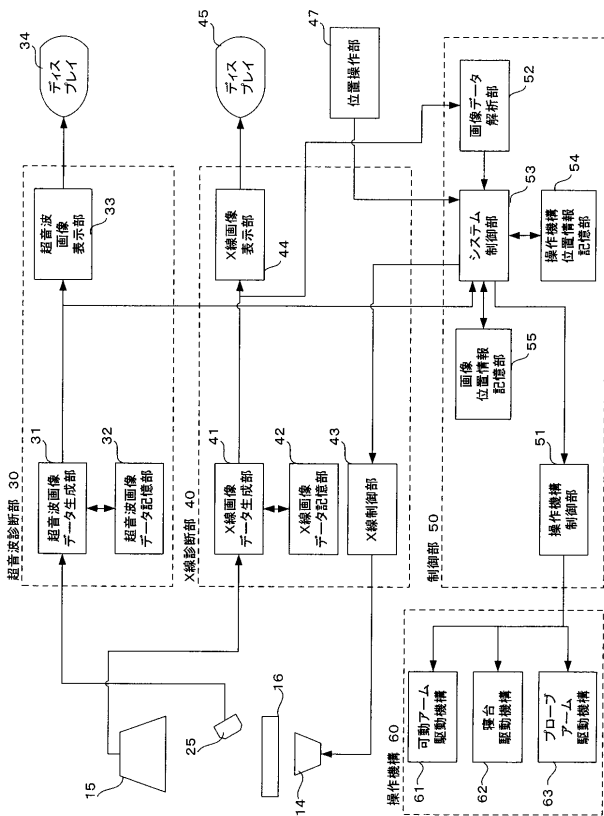 34
ディス
プレイ
45
ディス
プレイ
47
位置操作部
52
画像データ
解析部
53
システム
制御部
54
操作機構
位置情報
記憶部
55
画像
位置情報
記憶部
33
超音波
画像
表示部
44
X線画像
表示部
31
超音波画像
データ生成部
32
超音波画像
データ記憶部
超音波診断部 30
41
X線画像
データ生成部
42
X線画像
データ記憶部
43
X線制御部
X線診断部 40
51
操作機構
制御部
制御部 50
15
25
16
14
61
可動アーム
駆動機構
62
寝台
駆動機構
63
プローブ
アーム
駆動機構
操作機構 60